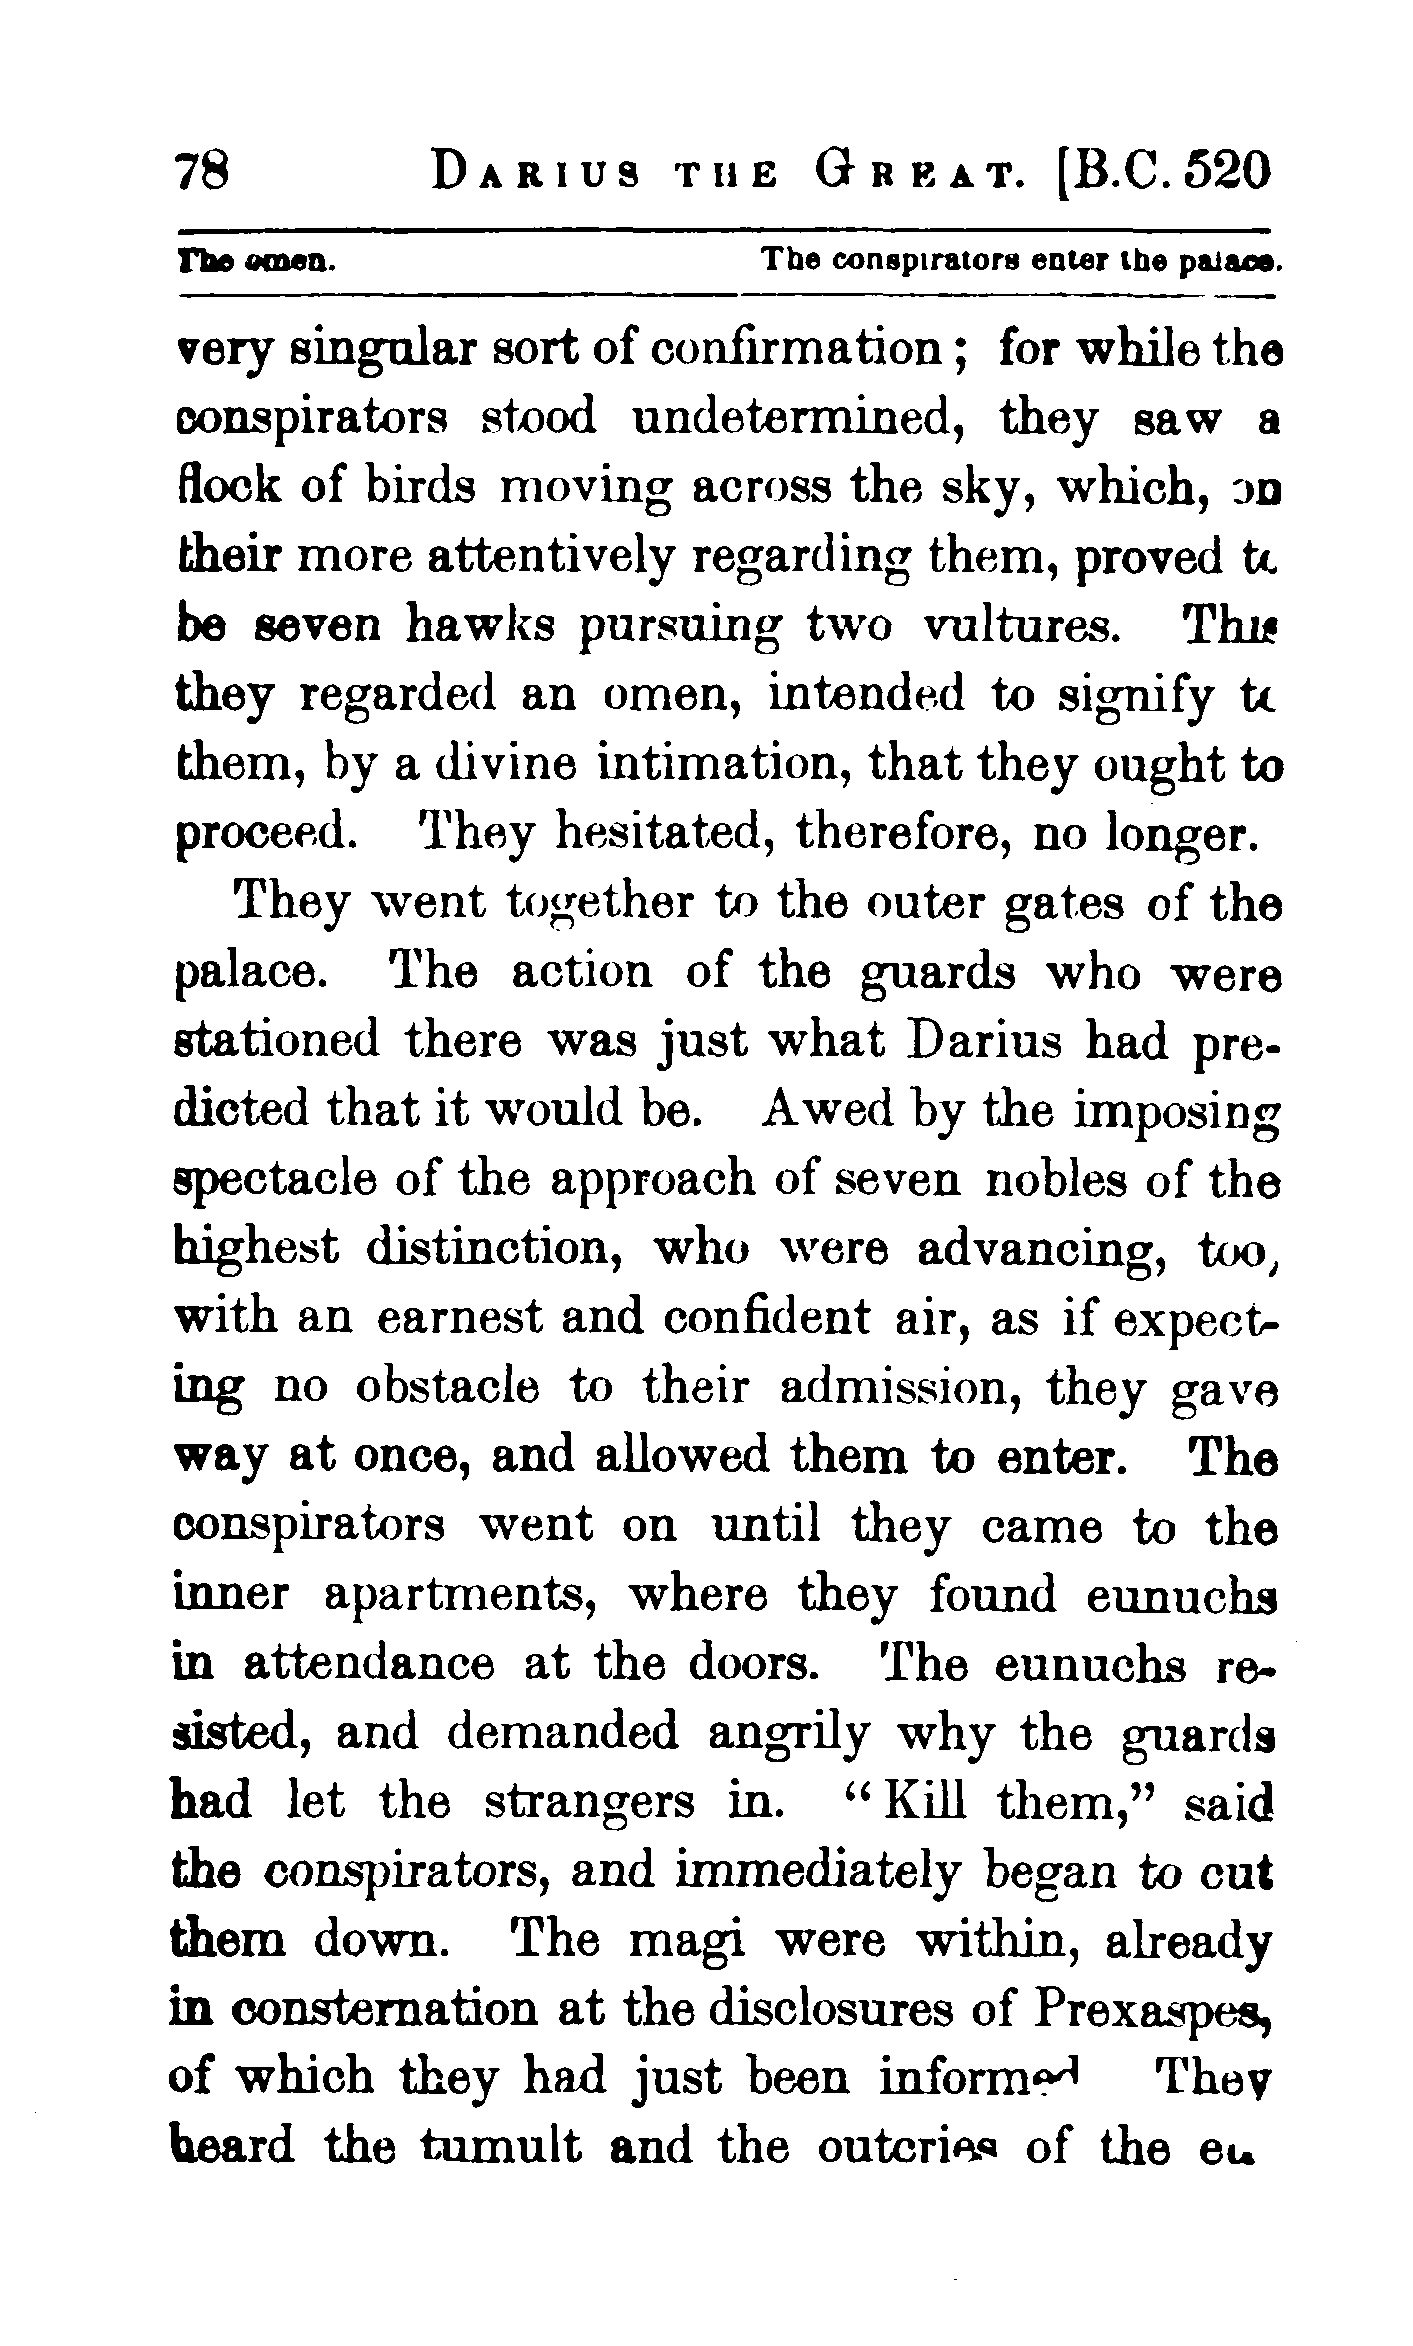 78 DARIUS THE GREAT. [B.C. 520
The omen. The conspirators enter the palace.
very singular sort of confirmation; for while the
conspirators stood undetermined, they saw a
flock of birds moving across the sky, which, on
their more attentively regarding them, proved to
be seven hawks pursuing two vultures. This
they regarded an omen, intended to signify to
them, by a divine intimation, that they ought to
proceed. They hesitated, therefore, no longer.
They went together to the outer gates of the
palace. The action of the guards who were
stationed there was just what Darius had pre-
dicted that it would be. Awed by the imposing
spectacle of the approach of seven nobles of the
highest distinction, who were advancing, too,
with an earnest and confident air, as if expect-
ing no obstacle to their admission, they gave
way at once, and allowed them to enter. The
conspirators went on until they came to the
inner apartments, where they found eunuchs
in attendance at the doors. The eunuchs re-
sisted, and demanded angrily why the guards
had let the strangers in. “Kill them,” said
the conspirators, and immediately began to cut
them down. The magi were within, already
in consternation at the disclosures of Prexaspes,
of which they had just been informed They
heard the tumult and the outcries of the eu